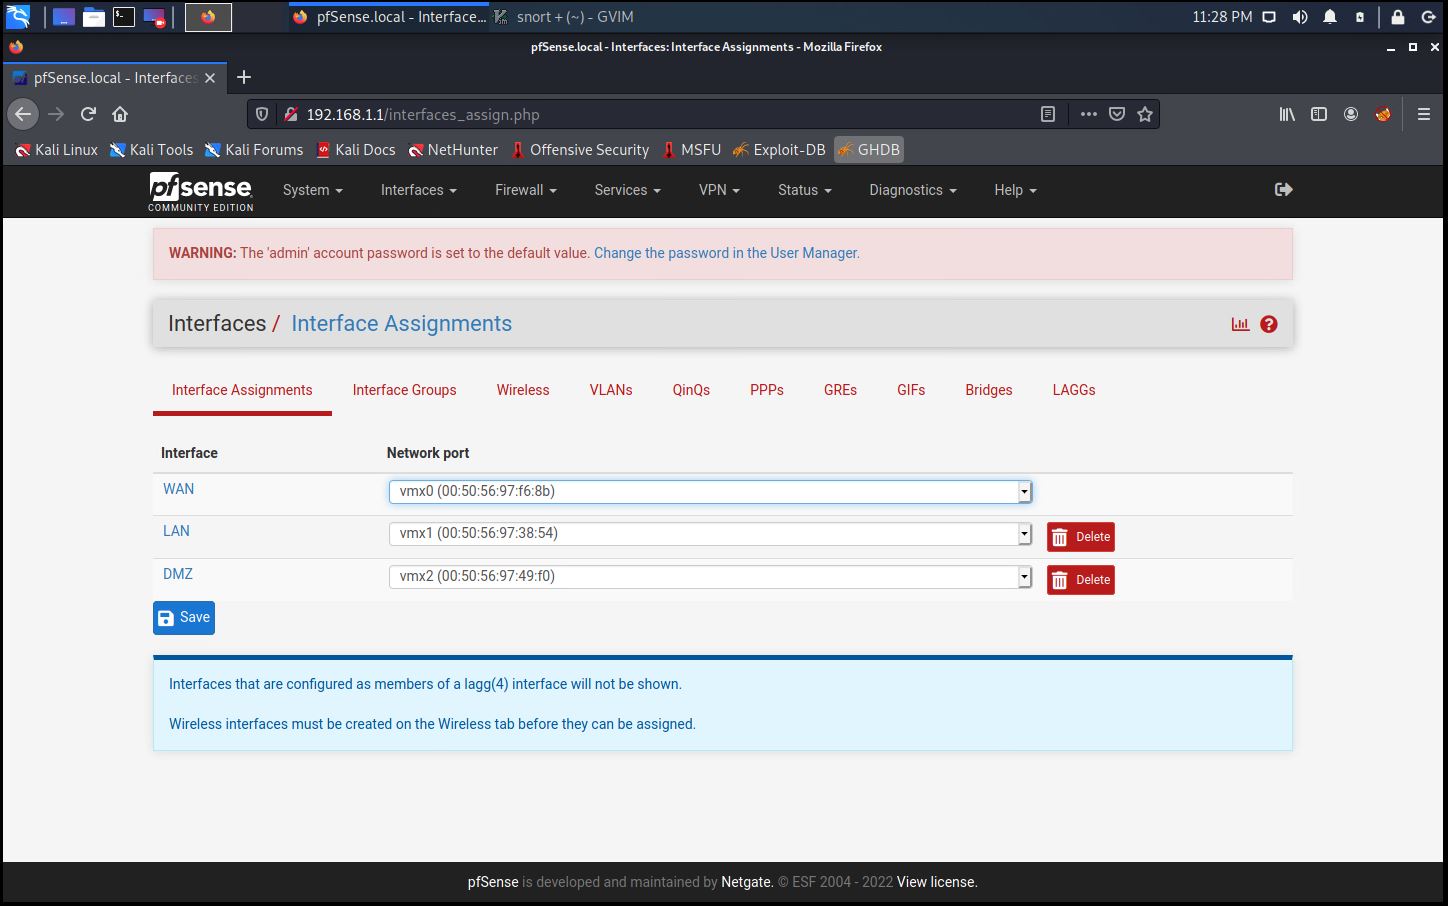 pfSense.local - Interface... snort + (~) - GVIM 11:28 PM
pfSense.local - Interfaces: Interface Assignments - Mozilla Firefox
pfSense.local - Interfaces
192.168.1.1/interfaces_assign.php
Kali Linux Kali Tools Kali Forums Kali Docs NetHunter Offensive Security MSFU Exploit-DB GHDB
pfsense System Interfaces Firewall Services VPN Status Diagnostics Help
COMMUNITY EDITION
WARNING: The 'admin' account password is set to the default value. Change the password in the User Manager.
Interfaces / Interface Assignments
Interface Assignments Interface Groups Wireless VLANs QinQs PPPs GREs GIFs Bridges LAGGs
Interface Network port
WAN vmx0 (00:50:56:97:f6:8b)
LAN vmx1 (00:50:56:97:38:54) Delete
DMZ vmx2 (00:50:56:97:49:f0) Delete
Save
Interfaces that are configured as members of a lagg(4) interface will not be shown.
Wireless interfaces must be created on the Wireless tab before they can be assigned.
pfSense is developed and maintained by Netgate. © ESF 2004 - 2022 View license.